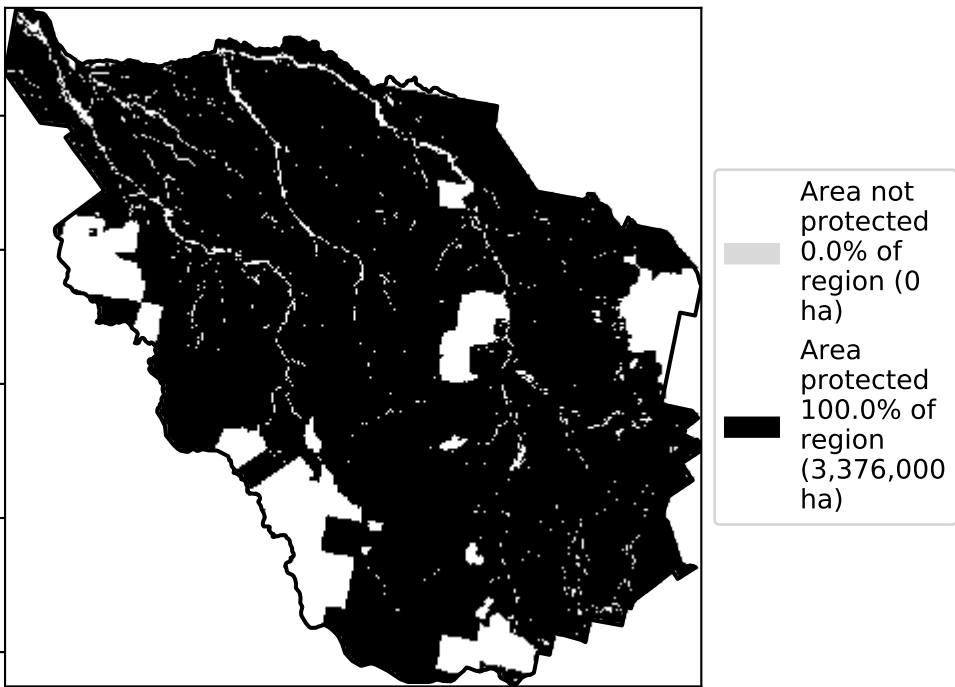 Area not
protected
0.0% of
region (0
ha)
Area
protected
100.0% of
region
(3,376,000
ha)